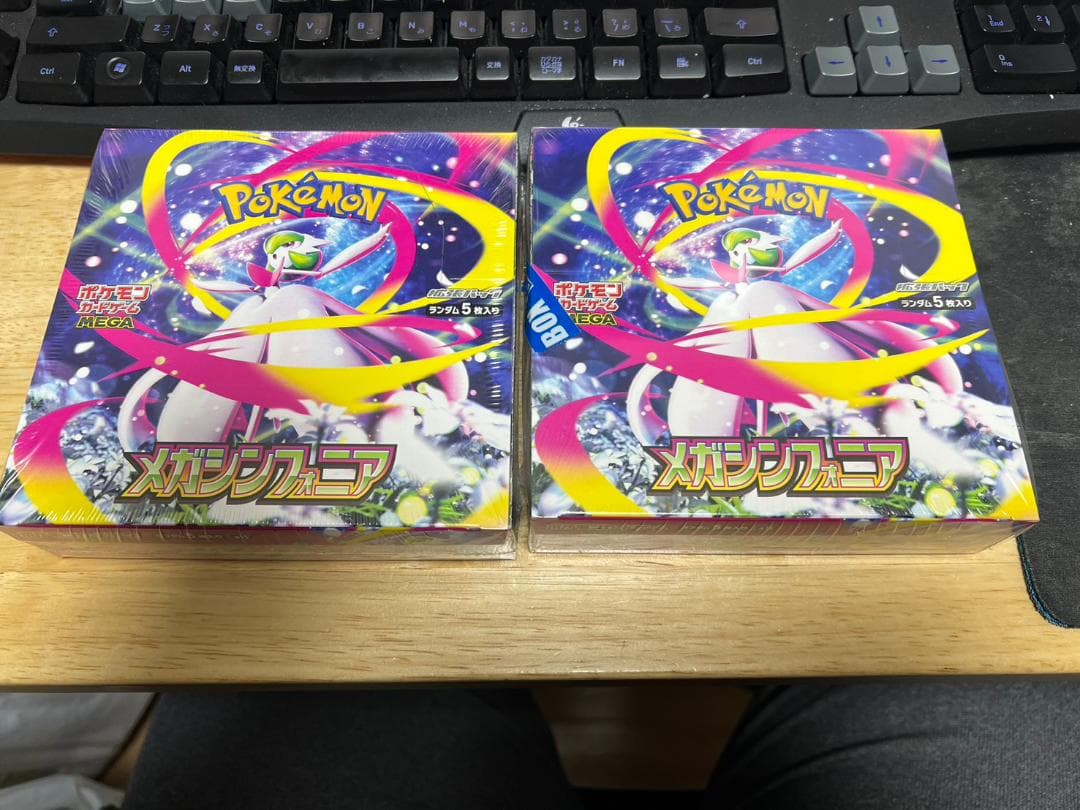 Z
X
C
V
B
N
M
Ctrl
Alt
無変換
変換
FN
Ctrl
1
End
2
0
Ins
POKÉMON
ポケモン
カードゲーム
MEGA
拡張パック
ランダム5枚入り
メガシンフォニア
POKÉMON
BOX
ポケモン
カードゲーム
MEGA
拡張パック
ランダム5枚入り
メガシンフォニア